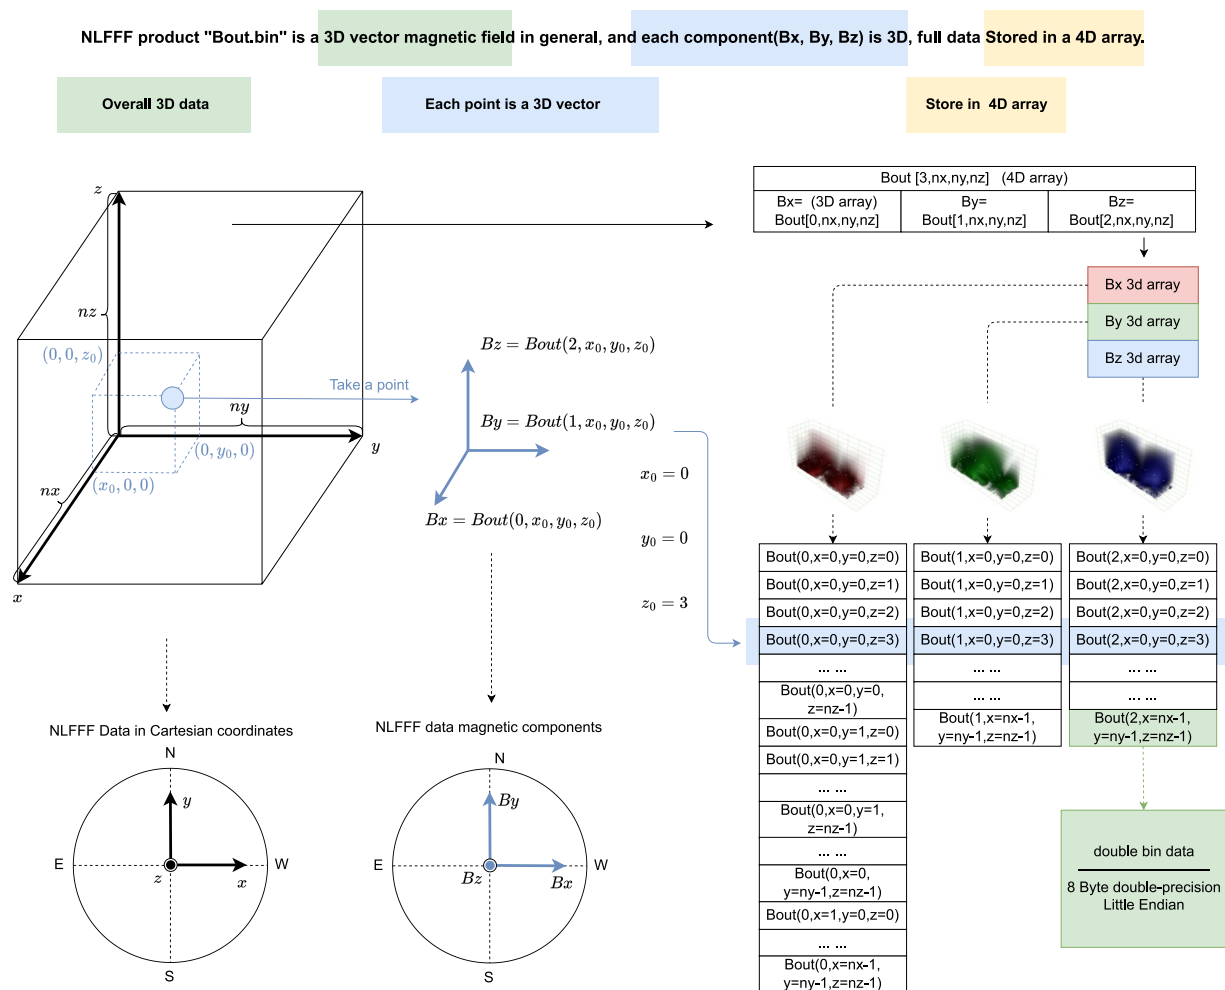 NLFFF product "Bout.bin" is a 3D vector magnetic field in general, and each component(Bx, By, Bz) is 3D, full data Stored in a 4D array.
Overall 3D data
Each point is a 3D vector
Store in 4D array
z
nz
(0, 0, z₀)
ny
(0, y₀, 0)
y
(x₀, 0, 0)
nx
x
Take a point
Bz = Bout(2, x₀, y₀, z₀)
By = Bout(1, x₀, y₀, z₀)
Bx = Bout(0, x₀, y₀, z₀)
x₀ = 0
y₀ = 0
z₀ = 3
Bout [3,nx,ny,nz] (4D array)
Bx= (3D array)
Bout[0,nx,ny,nz]
By=
Bout[1,nx,ny,nz]
Bz=
Bout[2,nx,ny,nz]
Bx 3d array
By 3d array
Bz 3d array
Bout(0,x=0,y=0,z=0)
Bout(0,x=0,y=0,z=1)
Bout(0,x=0,y=0,z=2)
Bout(0,x=0,y=0,z=3)
... ...
Bout(0,x=0,y=0,
z=nz-1)
Bout(0,x=0,y=1,z=0)
Bout(0,x=0,y=1,z=1)
... ...
Bout(0,x=0,y=1,
z=nz-1)
... ...
Bout(0,x=0,
y=ny-1,z=nz-1)
Bout(0,x=1,y=0,z=0)
... ...
Bout(0,x=nx-1,
y=ny-1,z=nz-1)
Bout(1,x=0,y=0,z=0)
Bout(1,x=0,y=0,z=1)
Bout(1,x=0,y=0,z=2)
Bout(1,x=0,y=0,z=3)
... ...
... ...
Bout(1,x=nx-1,
y=ny-1,z=nz-1)
Bout(2,x=0,y=0,z=0)
Bout(2,x=0,y=0,z=1)
Bout(2,x=0,y=0,z=2)
Bout(2,x=0,y=0,z=3)
... ...
... ...
Bout(2,x=nx-1,
y=ny-1,z=nz-1)
double bin data
8 Byte double-precision
Little Endian
NLFFF Data in Cartesian coordinates
N
y
E
W
z
x
S
NLFFF data magnetic components
N
By
E
W
Bz
Bx
S